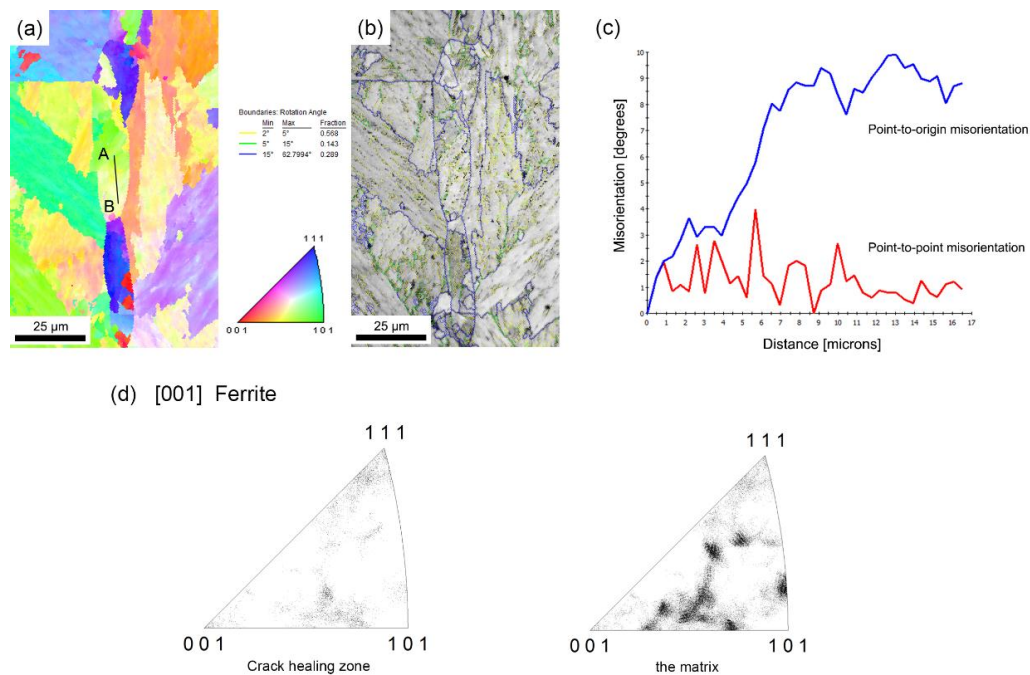 (a)
A
B
25 μm
Boundaries: Rotation Angle
Min Max Fraction
2° 5° 0.568
5° 15° 0.143
15° 62.7994° 0.289
1 1 1
0 0 1 1 0 1
(b)
25 μm
(c)
Misorientation [degrees]
10
9
8
7
6
5
4
3
2
1
0
Point-to-origin misorientation
Point-to-point misorientation
0 1 2 3 4 5 6 7 8 9 10 11 12 13 14 15 16 17
Distance [microns]
(d) [001] Ferrite
1 1 1
0 0 1 1 0 1
Crack healing zone
1 1 1
0 0 1 1 0 1
the matrix